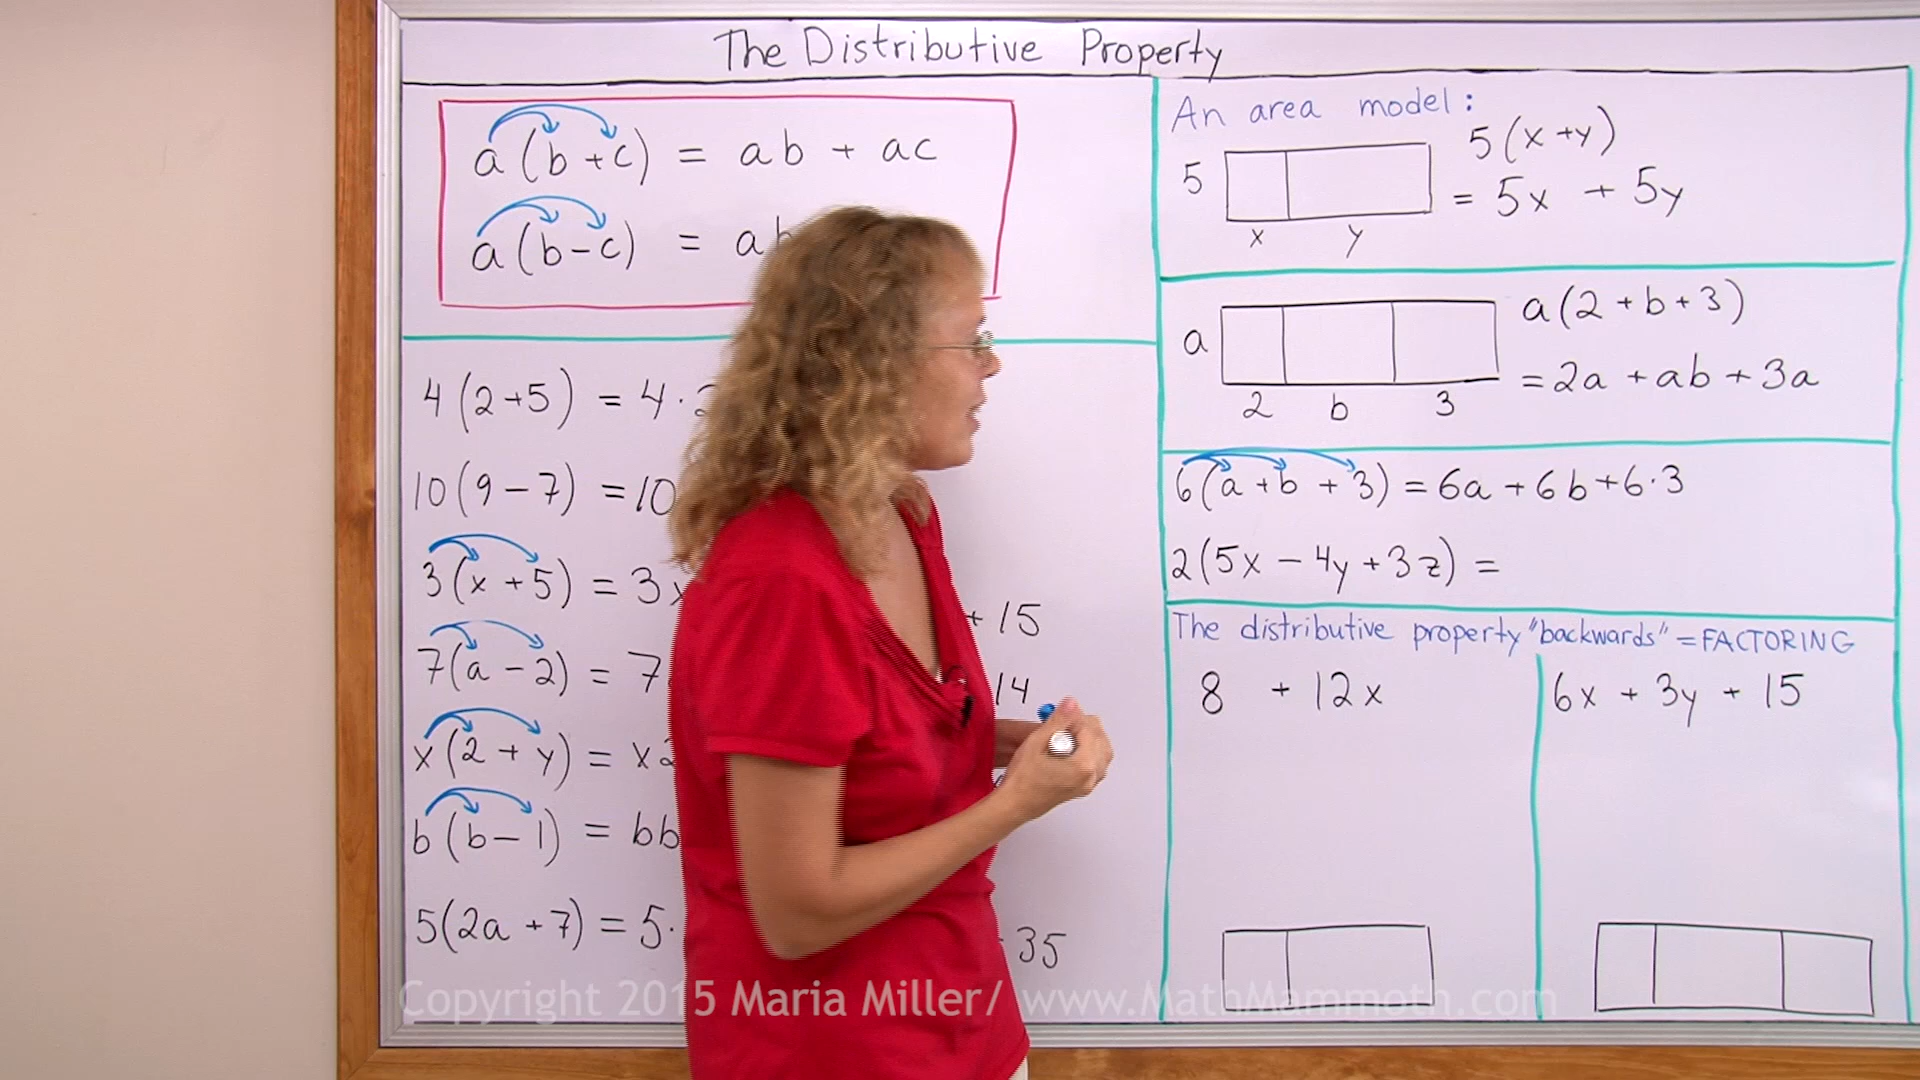 The Distributive Property
a(b+c) = ab + ac
a(b-c) = ab
4(2+5) = 4·2
10(9-7) = 10
3(x+5) = 3x
+ 15
7(a-2) = 7
14
x(2+y) = x2
b(b-1) = bb
5(2a+7) = 5·
35
An area model:
5
x y
5(x+y)
= 5x + 5y
a
2 b 3
a(2+b+3)
= 2a + ab + 3a
6(a+b+3) = 6a + 6b + 6·3
2(5x - 4y + 3z) =
The distributive property "backwards" = FACTORING
8 + 12x
6x + 3y + 15
Copyright 2015 Maria Miller/ www.MathMammoth.com